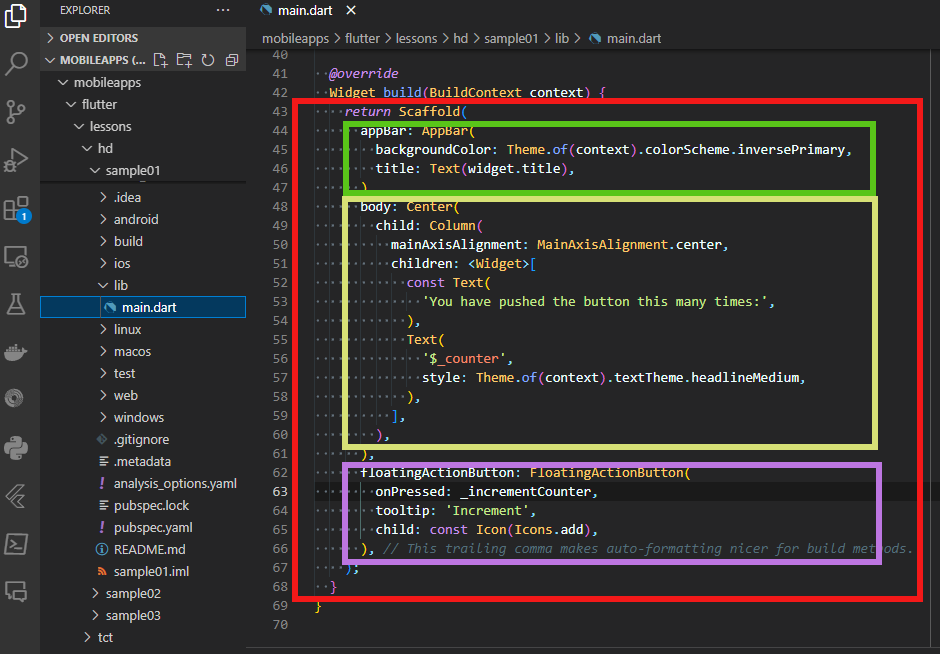 EXPLORER
···
OPEN EDITORS
MOBILEAPPS (...
mobileapps
flutter
lessons
hd
sample01
.idea
android
build
ios
lib
main.dart
linux
macos
test
web
windows
.gitignore
.metadata
analysis_options.yaml
pubspec.lock
pubspec.yaml
README.md
sample01.iml
sample02
sample03
tct
1
main.dart
mobileapps > flutter > lessons > hd > sample01 > lib > main.dart
40
41 @override
42 Widget build(BuildContext context) {
43 return Scaffold(
44 appBar: AppBar(
45 backgroundColor: Theme.of(context).colorScheme.inversePrimary,
46 title: Text(widget.title),
47 ),
48 body: Center(
49 child: Column(
50 mainAxisAlignment: MainAxisAlignment.center,
51 children: <Widget>[
52 const Text(
53 'You have pushed the button this many times:',
54 ),
55 Text(
56 '$_counter',
57 style: Theme.of(context).textTheme.headlineMedium,
58 ),
59 ],
60 ),
61 ),
62 floatingActionButton: FloatingActionButton(
63 onPressed: _incrementCounter,
64 tooltip: 'Increment',
65 child: const Icon(Icons.add),
66 ), // This trailing comma makes auto-formatting nicer for build methods.
67 );
68 }
69 }
70